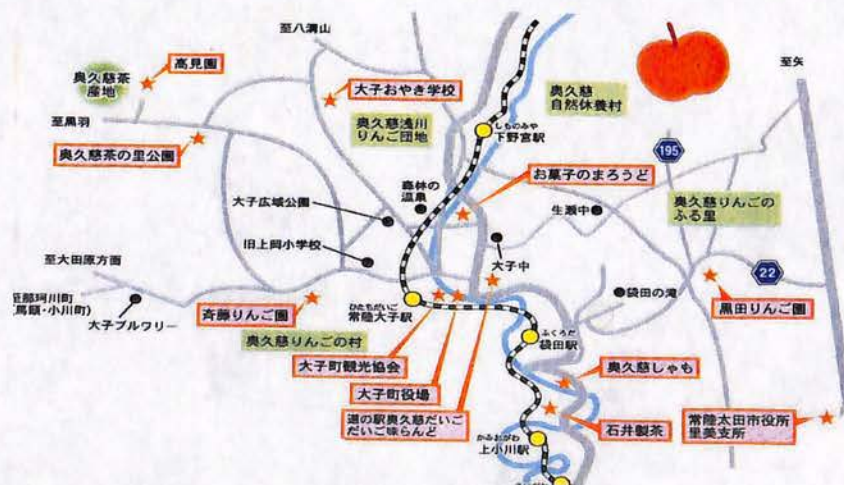 至八溝山
至矢
高見園
奥久慈茶
産地
大子おやき学校
奥久慈
自然休養村
至黒羽
奥久慈浅川
りんご団地
しものみや
下野宮駅
195
奥久慈茶の里公園
お菓子のまろうど
森林の
温泉
大子広域公園
生瀬中
奥久慈りんごの
ふる里
旧上岡小学校
大子中
至大田原方面
22
至那珂川町
(馬頭・小川町)
大子ブルワリー
斉藤りんご園
ひたちだいご
常陸大子駅
袋田の滝
黒田りんご園
奥久慈りんごの村
ふくろだ
袋田駅
大子町観光協会
奥久慈しゃも
大子町役場
道の駅奥久慈だいご
だいご味らんど
石井製茶
常陸太田市役所
里美支所
かみおがわ
上小川駅